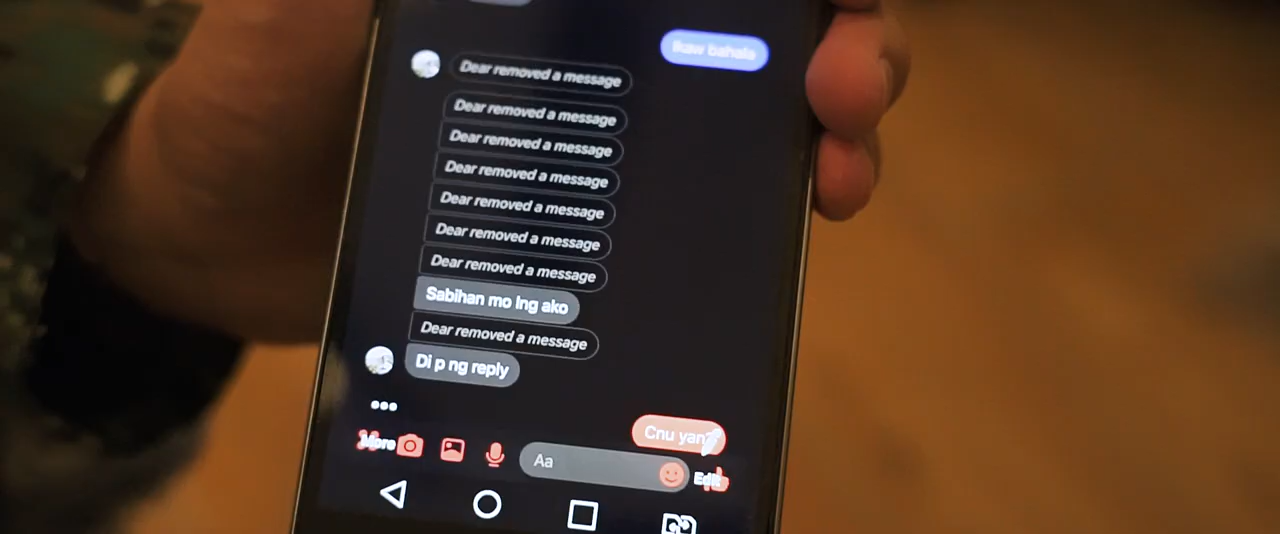 Ikaw bahala
Dear removed a message
Dear removed a message
Dear removed a message
Dear removed a message
Dear removed a message
Dear removed a message
Dear removed a message
Sabihan mo lng ako
Dear removed a message
Di p ng reply
Cnu yan
More
Aa
Edit